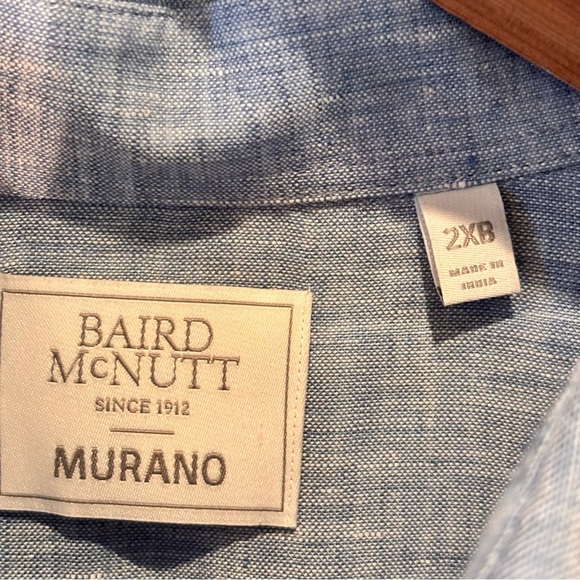 2XB
MADE IN
INDIA
BAIRD
McNUTT
SINCE 1912
MURANO